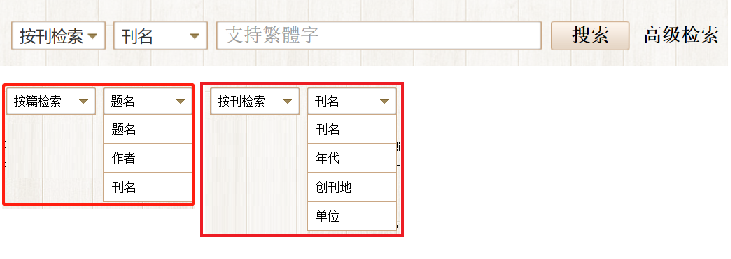 按刊检索 刊名 支持繁體字 搜索 高级检索
按篇检索 题名
题名
作者
刊名
按刊检索 刊名
刊名
年代
创刊地
单位